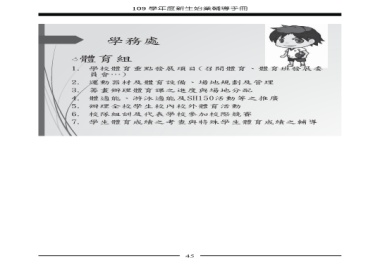 109 學年度新生始業輔導手冊
學務處
體育組
1. 學校體育重點發展項目(召開體育、體育班發展委
員會…)
2. 運動器材及體育設備、場地規劃及管理
3. 籌畫辦理體育課之進度與場地分配
4. 體適能、游泳適能及SH150活動等之推廣
5. 辦理全校學生校內校外體育活動
6. 校隊組訓及代表學校參加校際競賽
7. 學生體育成績之考查與特殊學生體育成績之輔導
45